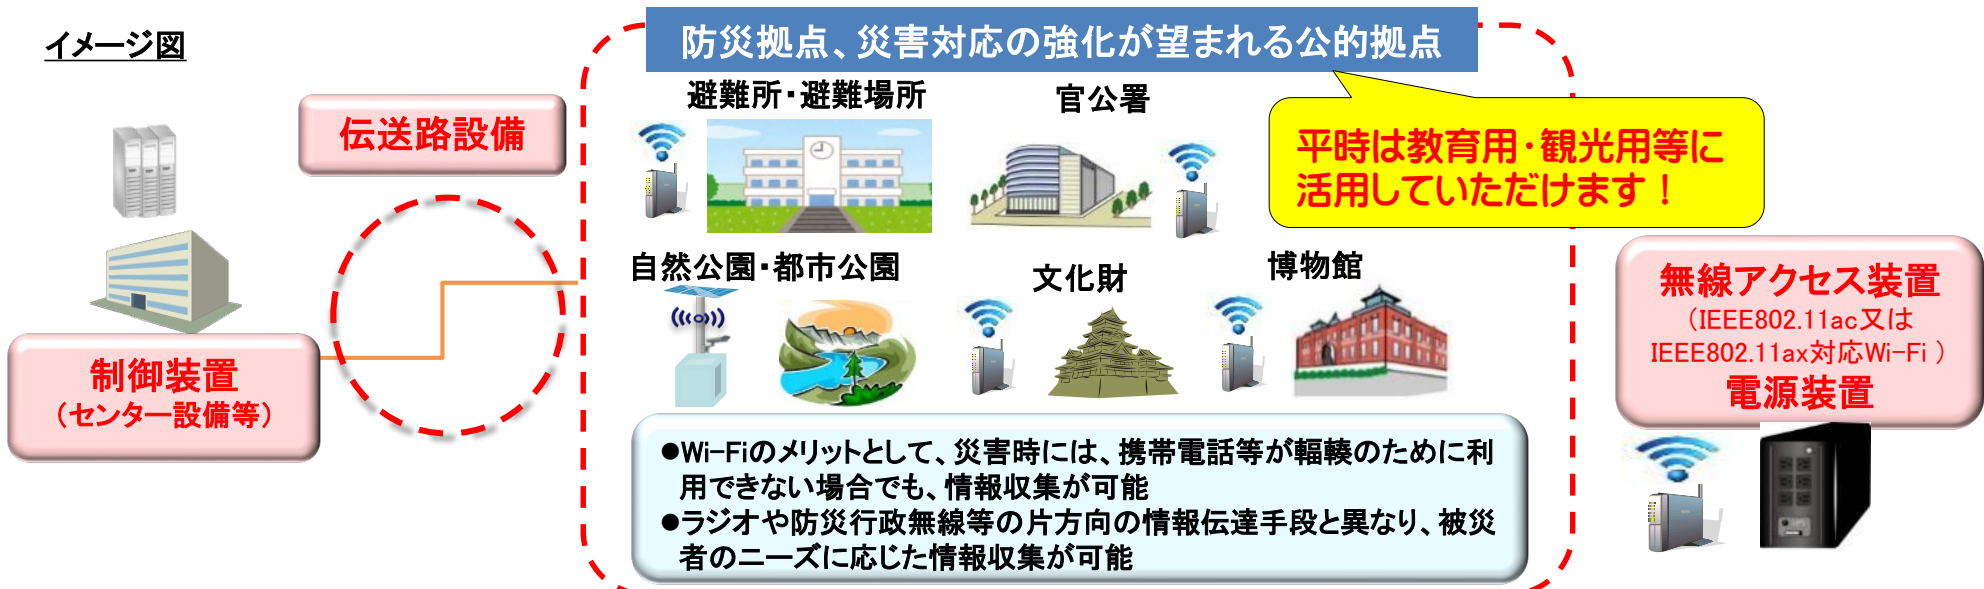 イメージ図
防災拠点、災害対応の強化が望まれる公的拠点
伝送路設備
避難所・避難場所
官公署
平時は教育用・観光用等に
活用していただけます！
自然公園・都市公園
文化財
博物館
制御装置
（センター設備等）
無線アクセス装置
（IEEE802.11ac又は
IEEE802.11ax対応Wi-Fi ）
電源装置
●Wi-Fiのメリットとして、災害時には、携帯電話等が輻輳のために利
用できない場合でも、情報収集が可能
●ラジオや防災行政無線等の片方向の情報伝達手段と異なり、被災
者のニーズに応じた情報収集が可能